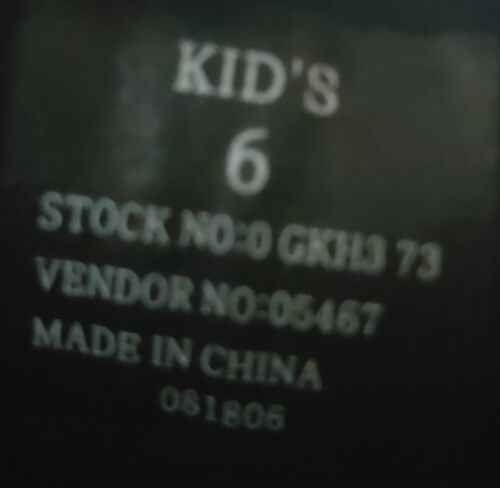 KID'S
6
STOCK NO:0 GKH3 73
VENDOR NO:05467
MADE IN CHINA
081806